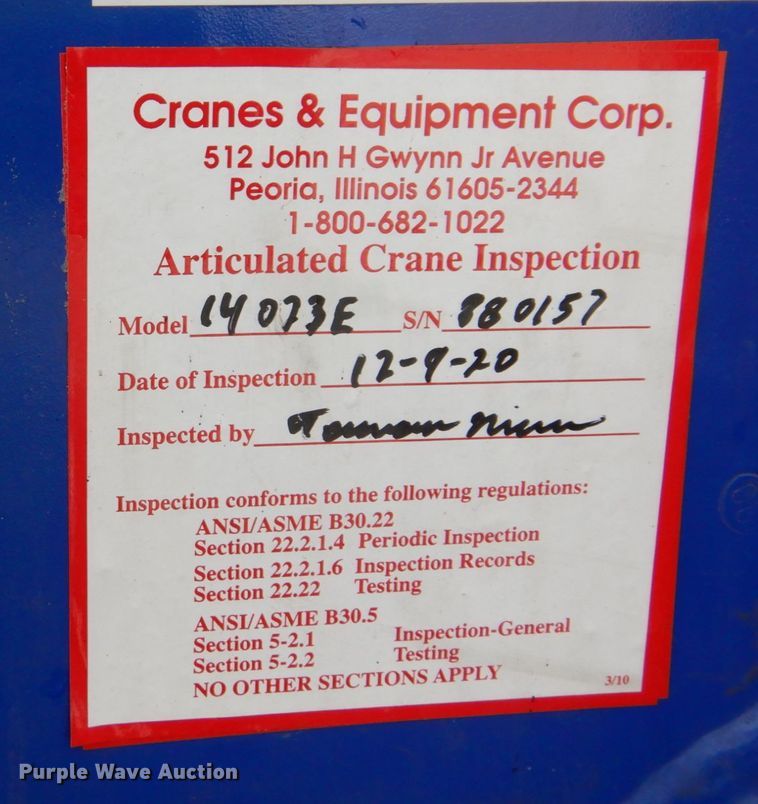 Cranes & Equipment Corp.
512 John H Gwynn Jr Avenue
Peoria, Illinois 61605-2344
1-800-682-1022
Articulated Crane Inspection
Model 14073E S/N 880157
Date of Inspection 12-9-20
Inspected by
Inspection conforms to the following regulations:
ANSI/ASME B30.22
Section 22.2.1.4 Periodic Inspection
Section 22.2.1.6 Inspection Records
Section 22.22 Testing
ANSI/ASME B30.5
Section 5-2.1 Inspection-General
Section 5-2.2 Testing
NO OTHER SECTIONS APPLY 3/10
Purple Wave Auction